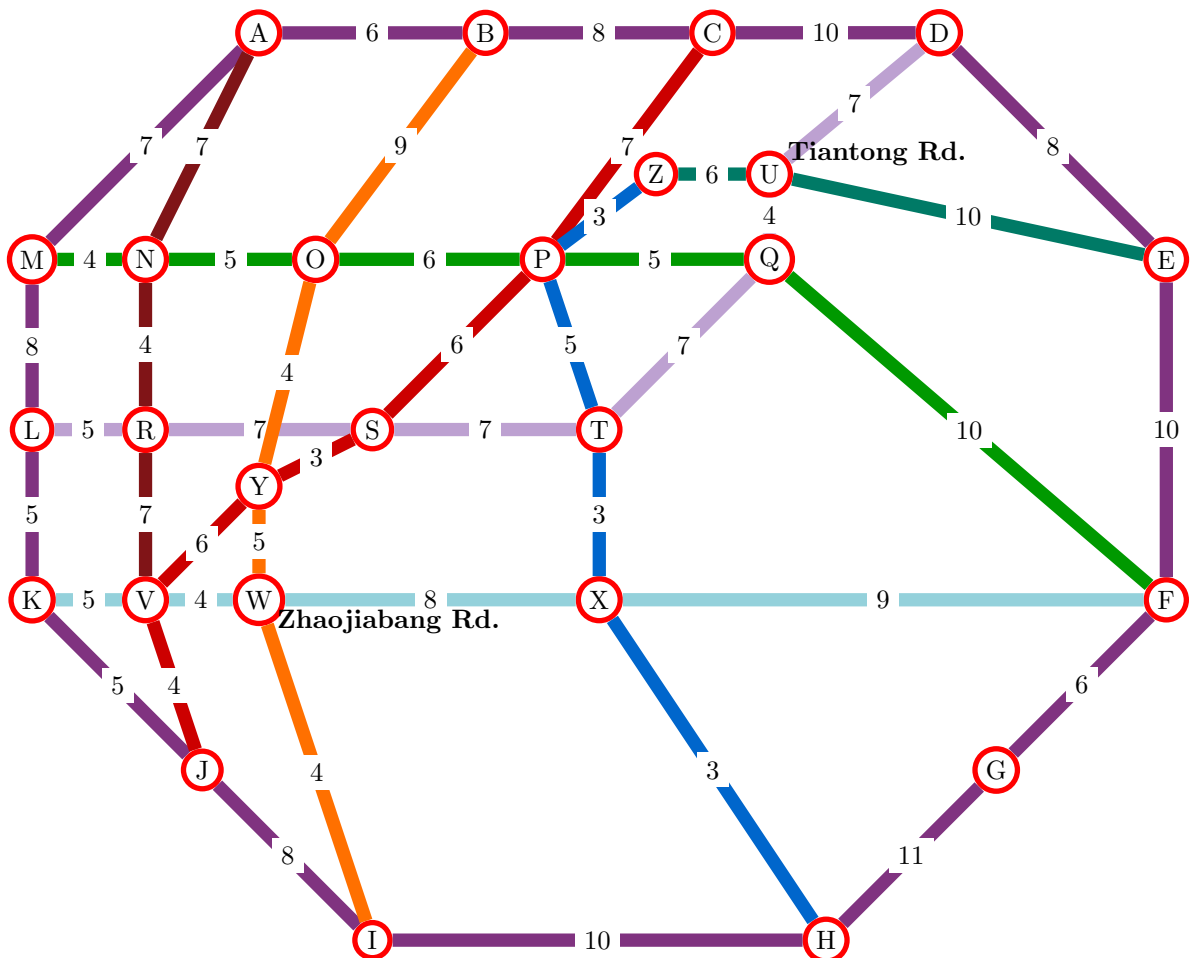 A 6 B 8 C 10 D
7 7 9 7 7 8
Tiantong Rd.
Z 6 U
3 4 10
M 4 N 5 O 6 P 5 Q E
8 4 4 6 5 7
L 5 R 7 S 7 T 10 10
3
Y
5 7 6 5 3
K 5 V 4 W 8 X 9 F
Zhaojiabang Rd.
5 4 6
J 4 3 G
8 11
I 10 H